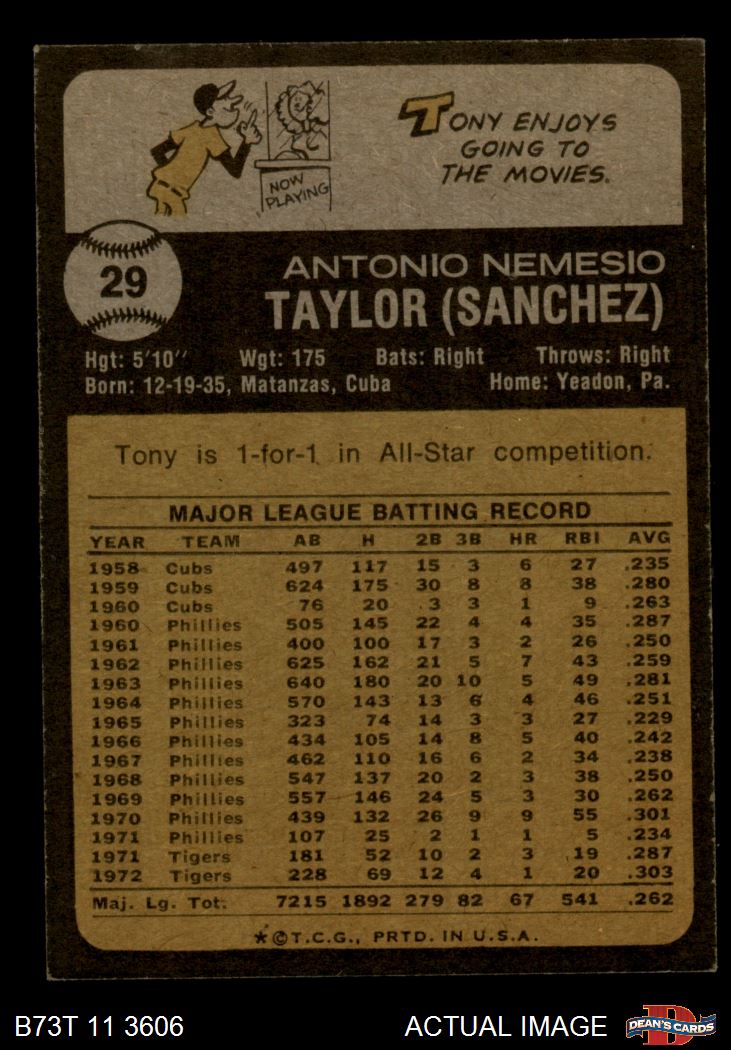 TONY ENJOYS
GOING TO
THE MOVIES.
NOW
PLAYING
29
ANTONIO NEMESIO
TAYLOR (SANCHEZ)
Hgt: 5'10" Wgt: 175 Bats: Right Throws: Right
Born: 12-19-35, Matanzas, Cuba Home: Yeadon, Pa.
Tony is 1-for-1 in All-Star competition.
MAJOR LEAGUE BATTING RECORD
YEAR TEAM AB H 2B 3B HR RBI AVG
1958 Cubs 497 117 15 3 6 27 .235
1959 Cubs 624 175 30 8 8 38 .280
1960 Cubs 76 20 3 3 1 9 .263
1960 Phillies 505 145 22 4 4 35 .287
1961 Phillies 400 100 17 3 2 26 .250
1962 Phillies 625 162 21 5 7 43 .259
1963 Phillies 640 180 20 10 5 49 .281
1964 Phillies 570 143 13 6 4 46 .251
1965 Phillies 323 74 14 3 3 27 .229
1966 Phillies 434 105 14 8 5 40 .242
1967 Phillies 462 110 16 6 2 34 .238
1968 Phillies 547 137 20 2 3 38 .250
1969 Phillies 557 146 24 5 3 30 .262
1970 Phillies 439 132 26 9 9 55 .301
1971 Phillies 107 25 2 1 1 5 .234
1971 Tigers 181 52 10 2 3 19 .287
1972 Tigers 228 69 12 4 1 20 .303
Maj. Lg. Tot. 7215 1892 279 82 67 541 .262
*©T.C.G., PRTD. IN U.S.A.
B73T 11 3606 ACTUAL IMAGE D DEAN'S CARDS